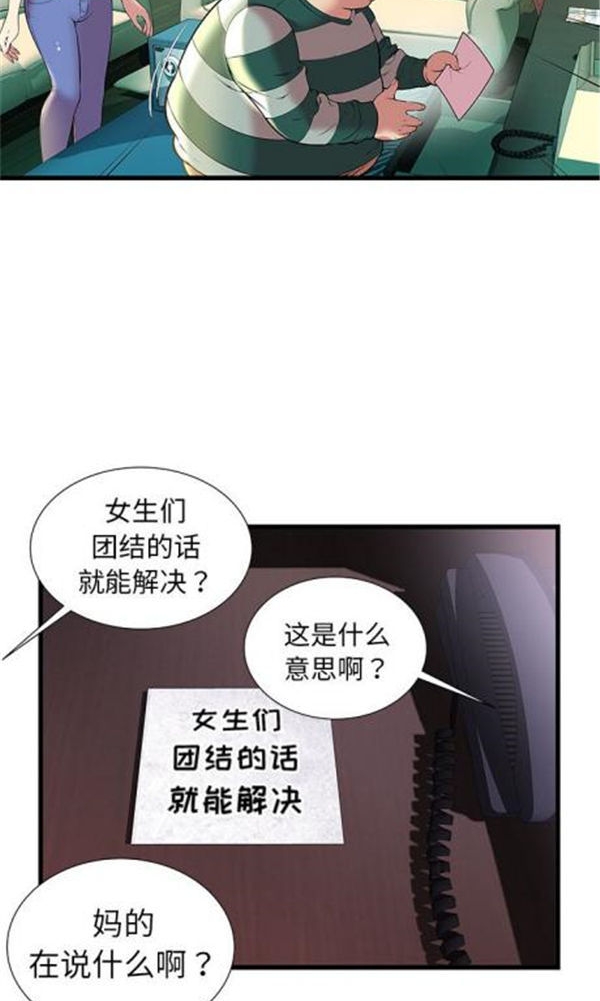 女生们
团结的话
就能解决？
这是什么
意思啊？
女生们
团结的话
就能解决
妈的
在说什么啊？